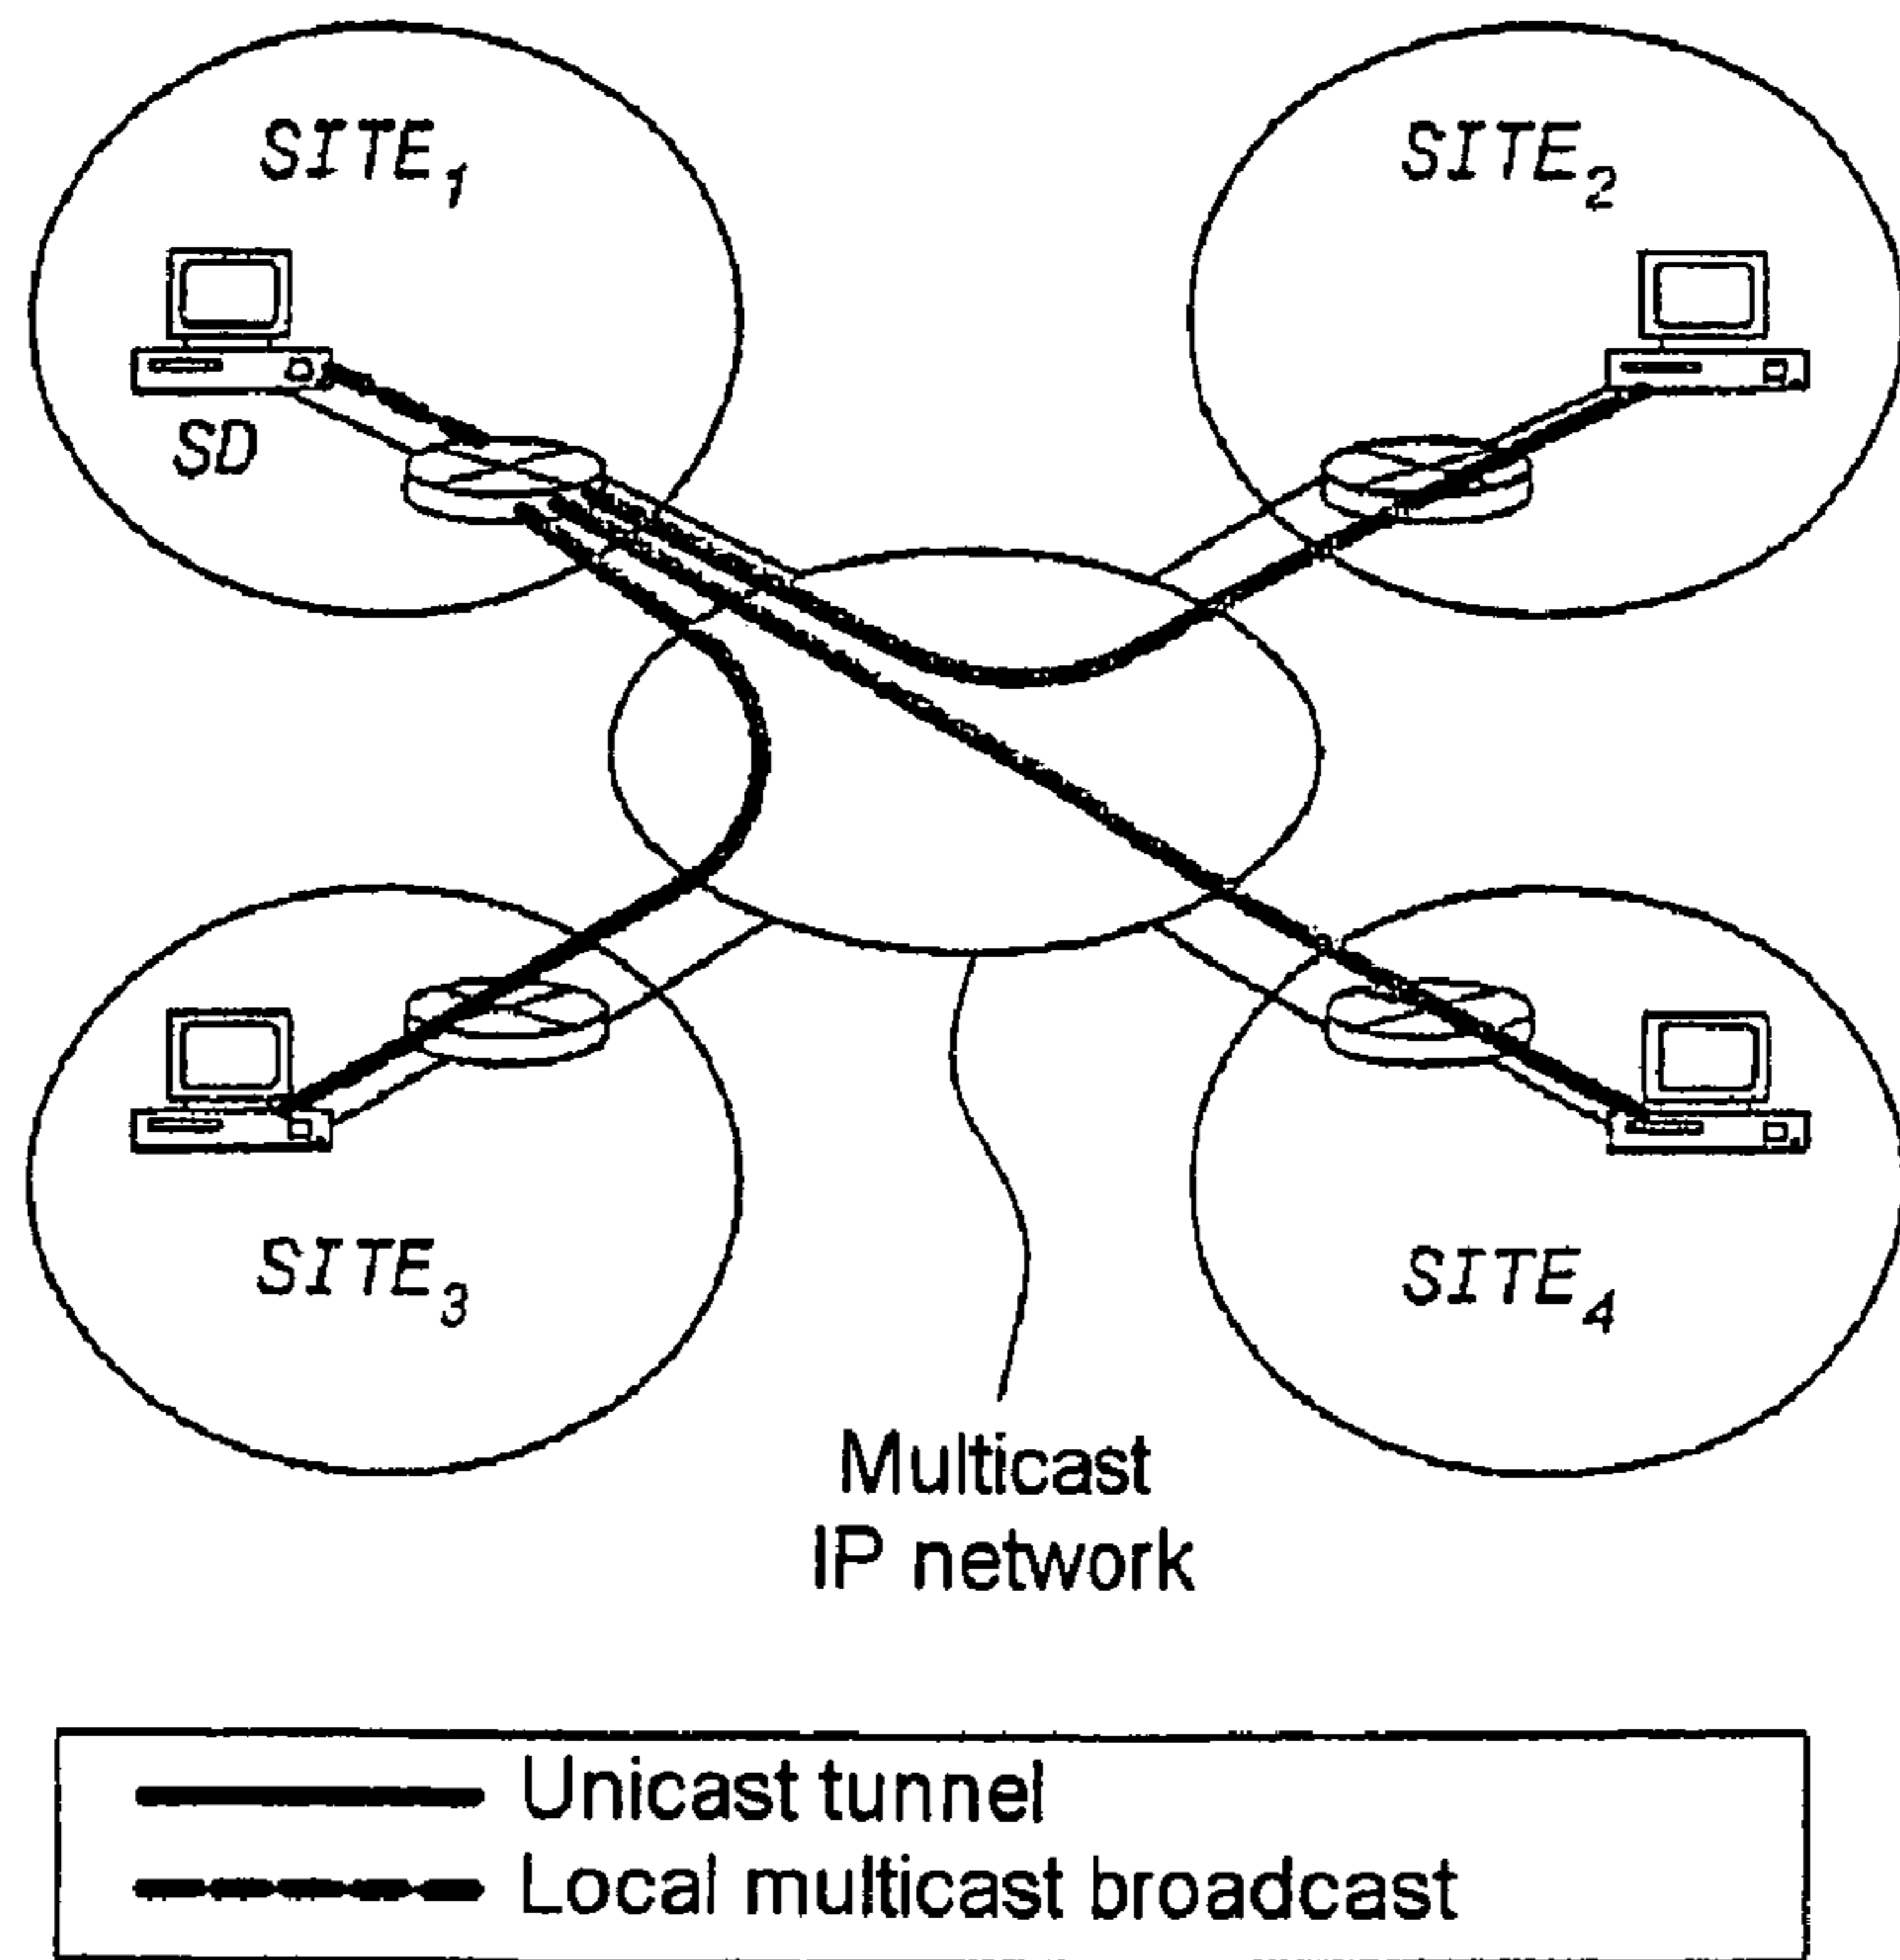 SITE₁
SITE₂
SD
SITE₃
SITE₄
Multicast
IP network
Unicast tunnel
Local multicast broadcast